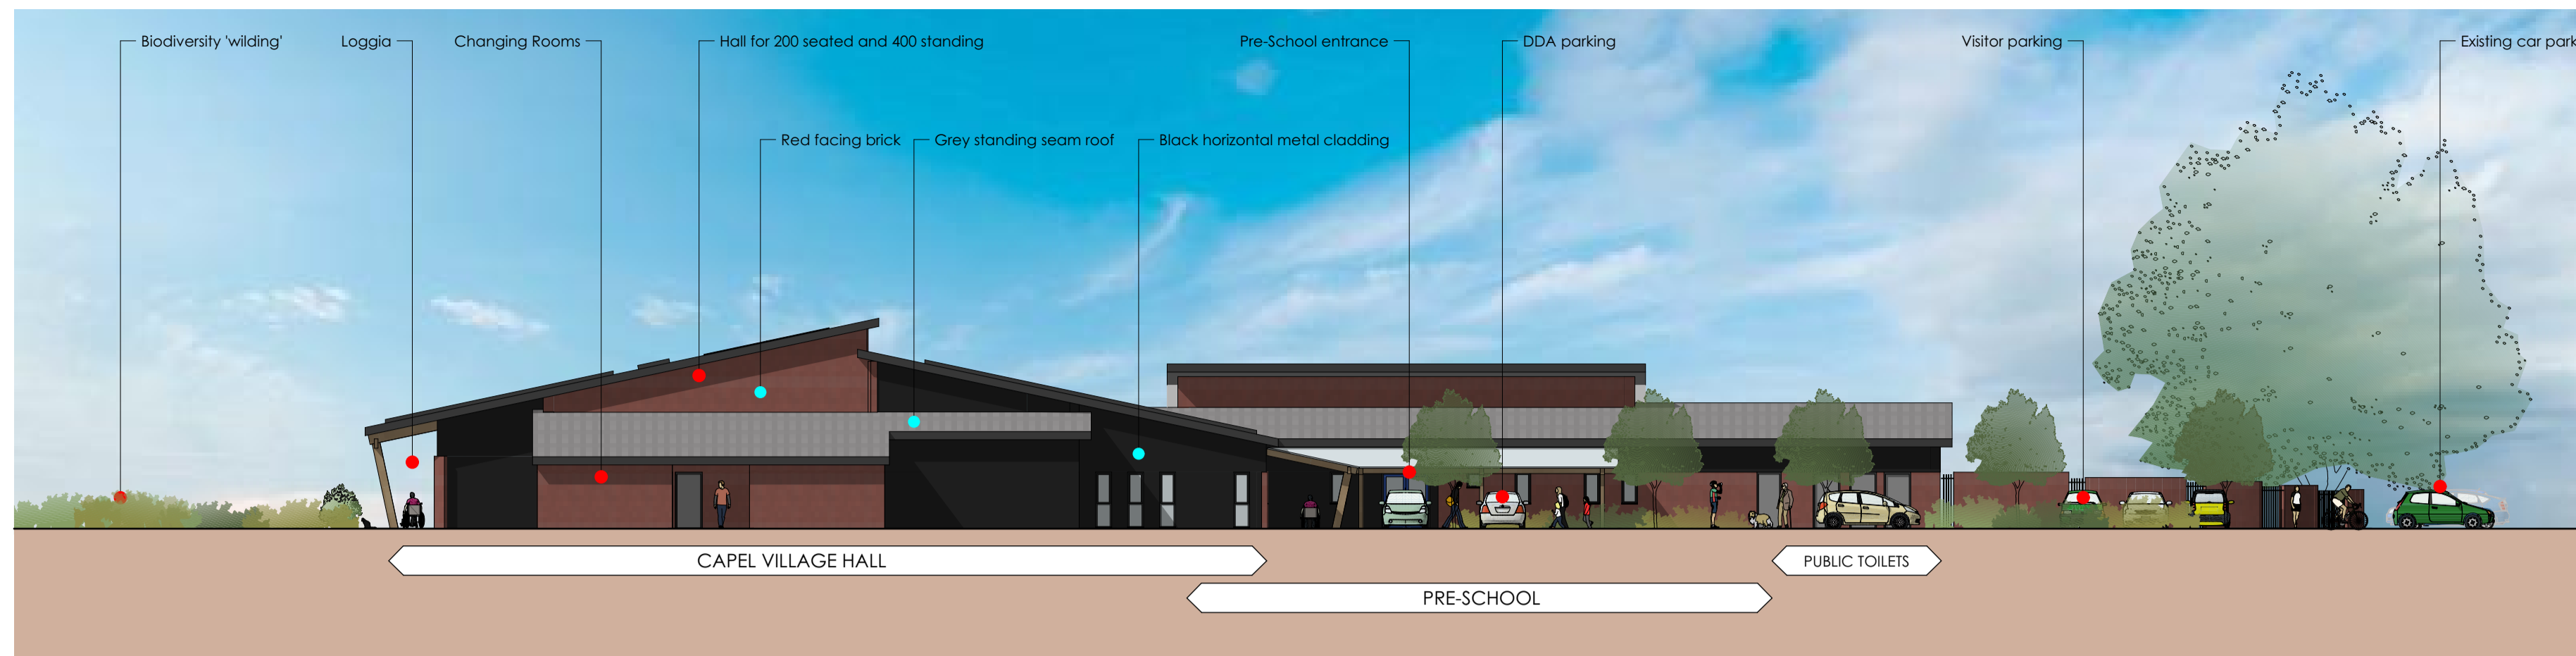 Biodiversity 'wilding'
Loggia
Changing Rooms
Hall for 200 seated and 400 standing
Pre-School entrance
DDA parking
Visitor parking
Existing car park
Red facing brick
Grey standing seam roof
Black horizontal metal cladding
CAPEL VILLAGE HALL
PUBLIC TOILETS
PRE-SCHOOL